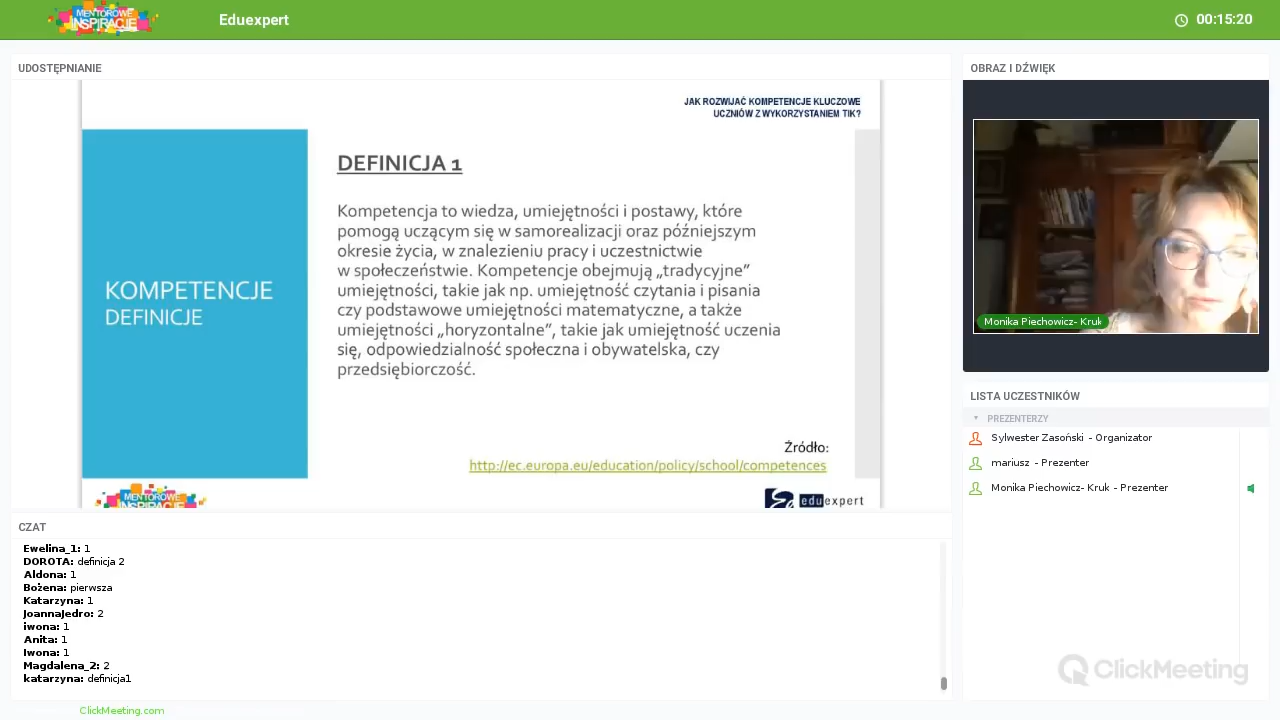 MENTOROWE
INSPIRACJE
Eduexpert
00:15:20
UDOSTĘPNIANIE
JAK ROZWIJAĆ KOMPETENCJE KLUCZOWE
UCZNIÓW Z WYKORZYSTANIEM TIK?
KOMPETENCJE
DEFINICJE
DEFINICJA 1
Kompetencja to wiedza, umiejętności i postawy, które
pomogą uczącym się w samorealizacji oraz późniejszym
okresie życia, w znalezieniu pracy i uczestnictwie
w społeczeństwie. Kompetencje obejmują „tradycyjne”
umiejętności, takie jak np. umiejętność czytania i pisania
czy podstawowe umiejętności matematyczne, a także
umiejętności „horyzontalne”, takie jak umiejętność uczenia
się, odpowiedzialność społeczna i obywatelska, czy
przedsiębiorczość.
Źródło:
http://ec.europa.eu/education/policy/school/competences
MENTOROWE
INSPIRACJE
eduexpert
OBRAZ I DŹWIĘK
Monika Piechowicz- Kruk
LISTA UCZESTNIKÓW
PREZENTERZY
Sylwester Zasoński - Organizator
mariusz - Prezenter
Monika Piechowicz- Kruk - Prezenter
ClickMeeting
CZAT
Ewelina_1: 1
DOROTA: definicja 2
Aldona: 1
Bożena: pierwsza
Katarzyna: 1
JoannaJedro: 2
iwona: 1
Anita: 1
Iwona: 1
Magdalena_2: 2
katarzyna: definicja1
ClickMeeting.com